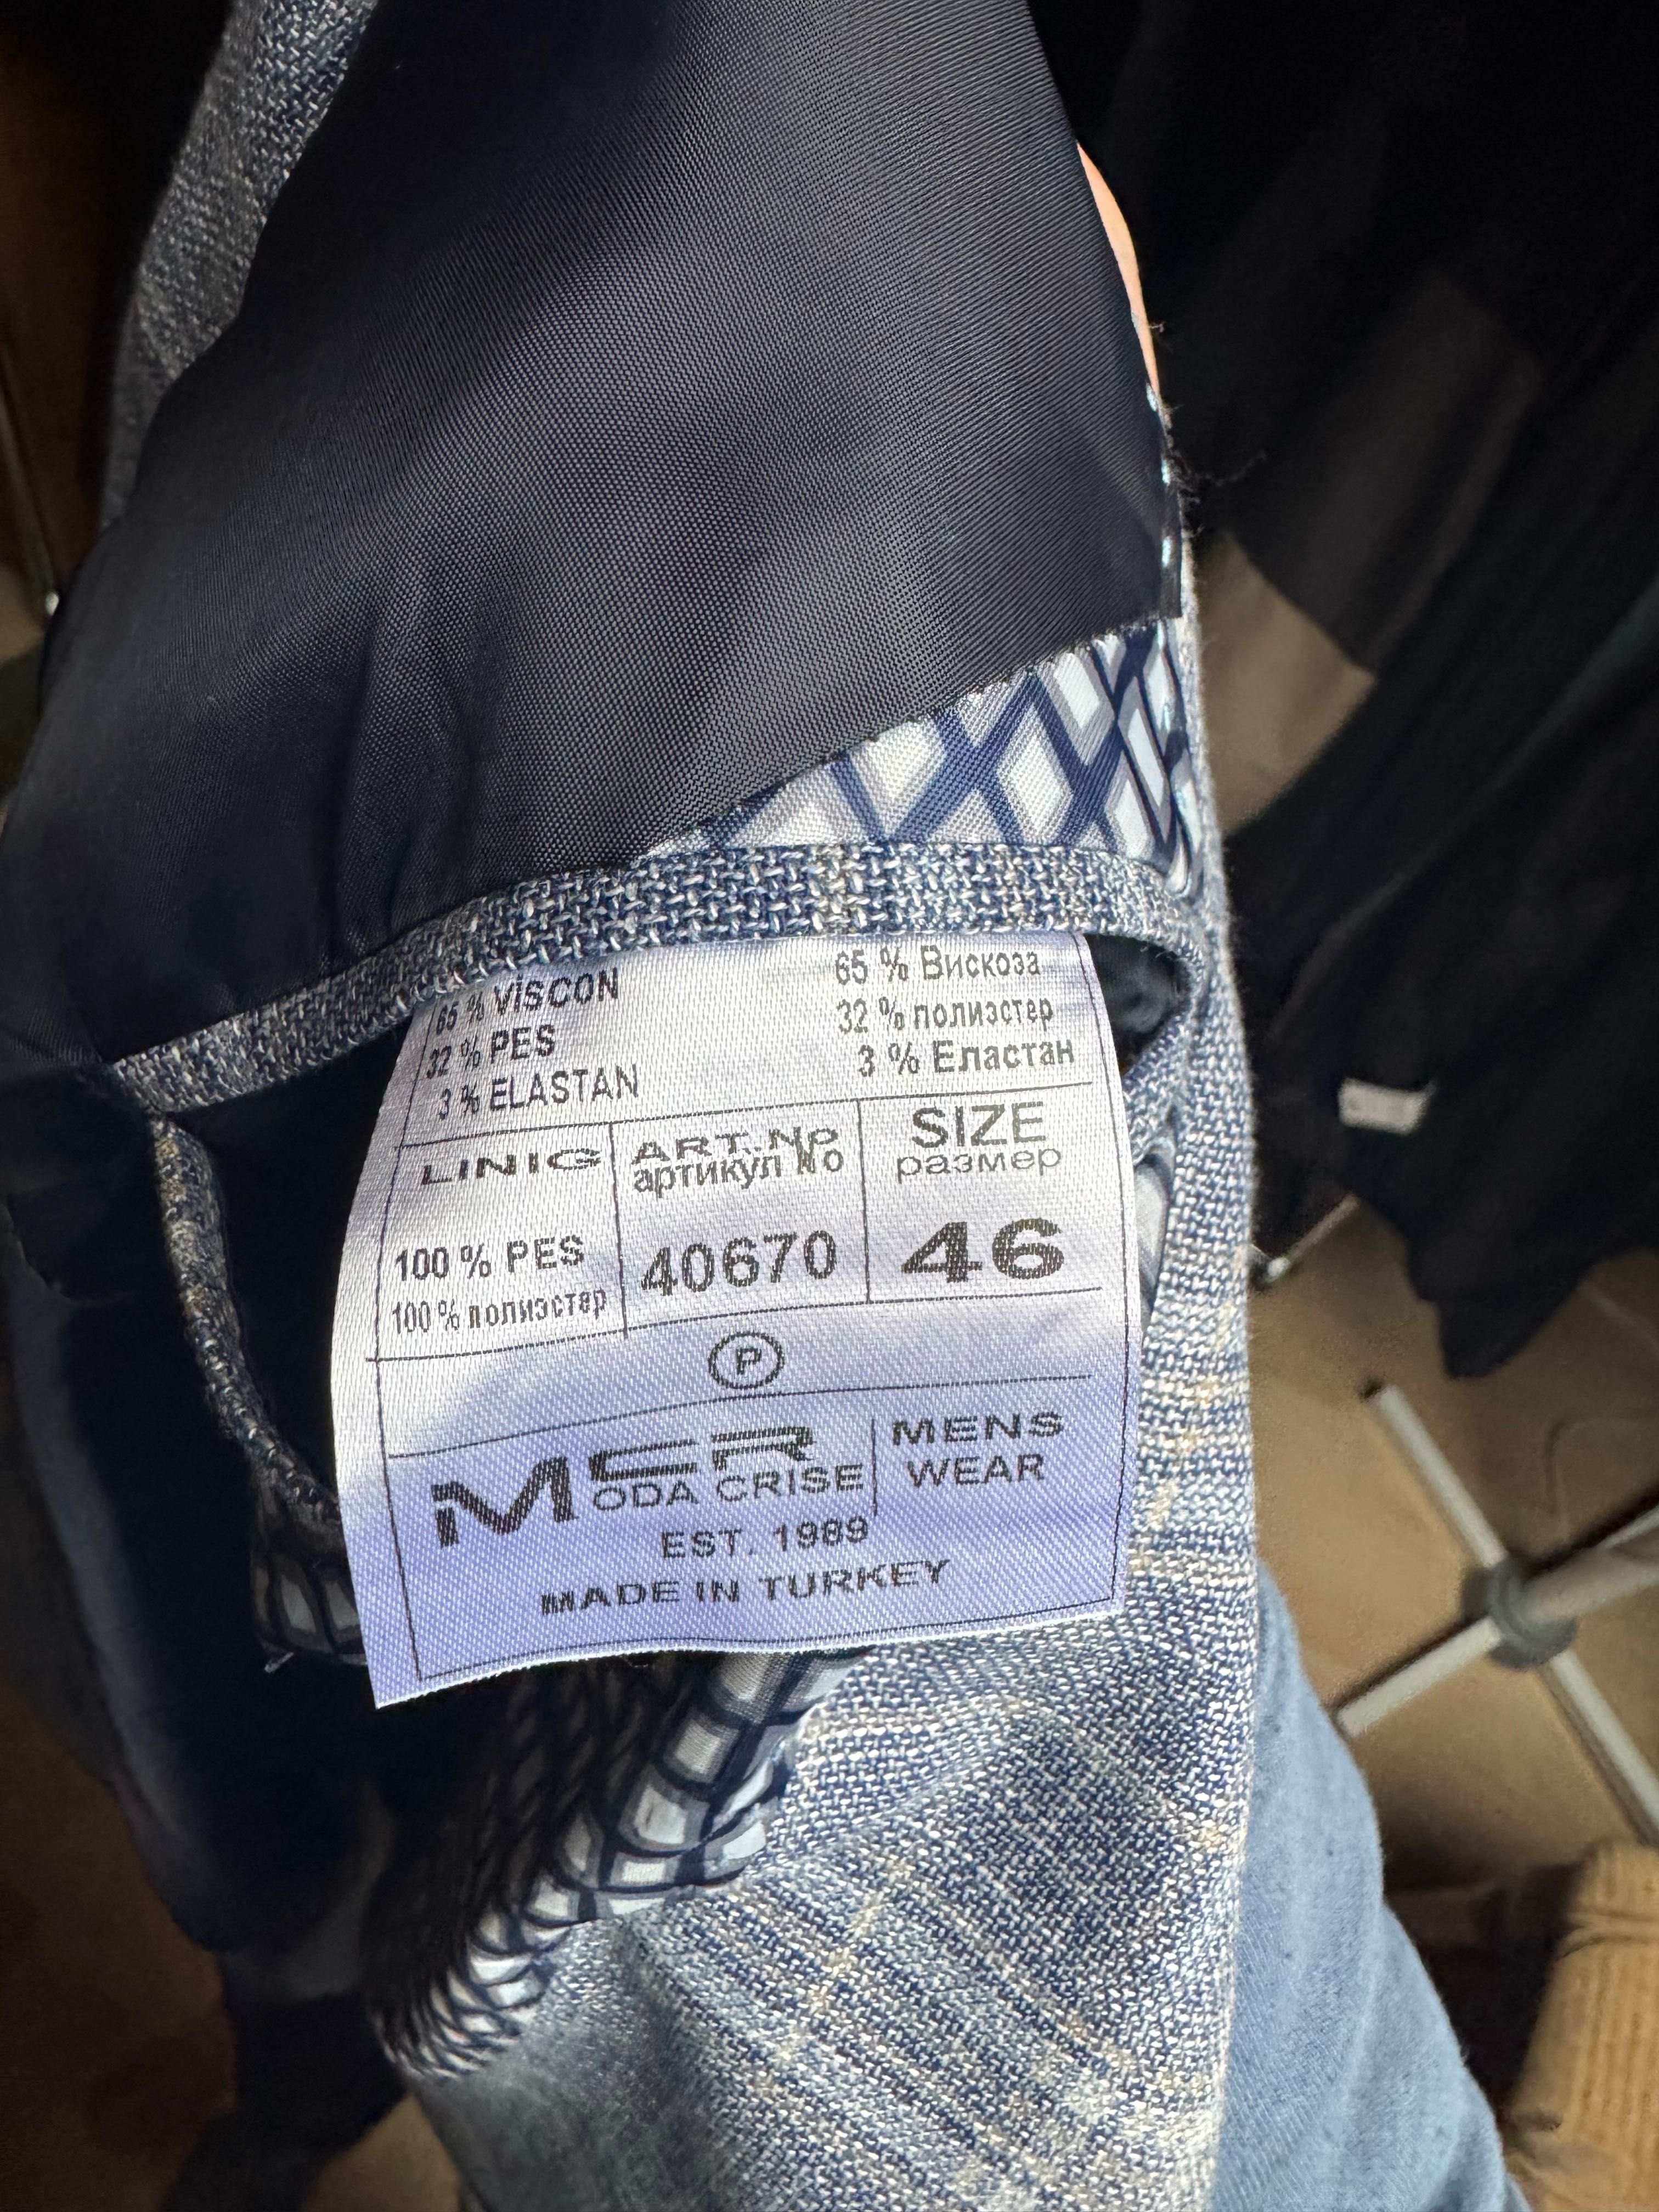 65 % VISCON
32 % PES
3 % ELASTAN
65 % Вискоза
32 % полиэстер
3 % Еластан
LINIG
100 % PES
100 % полиэстер
ART.No
артикул No
40670
SIZE
размер
46
P
MCR
ODA CRISE
MENS
WEAR
EST. 1989
MADE IN TURKEY